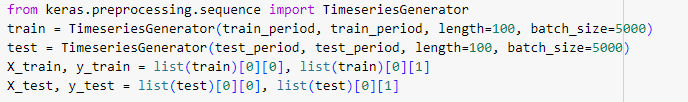 from keras.preprocessing.sequence import TimeseriesGenerator
train = TimeseriesGenerator(train_period, train_period, length=100, batch_size=5000)
test = TimeseriesGenerator(test_period, test_period, length=100, batch_size=5000)
X_train, y_train = list(train)[0][0], list(train)[0][1]
X_test, y_test = list(test)[0][0], list(test)[0][1]